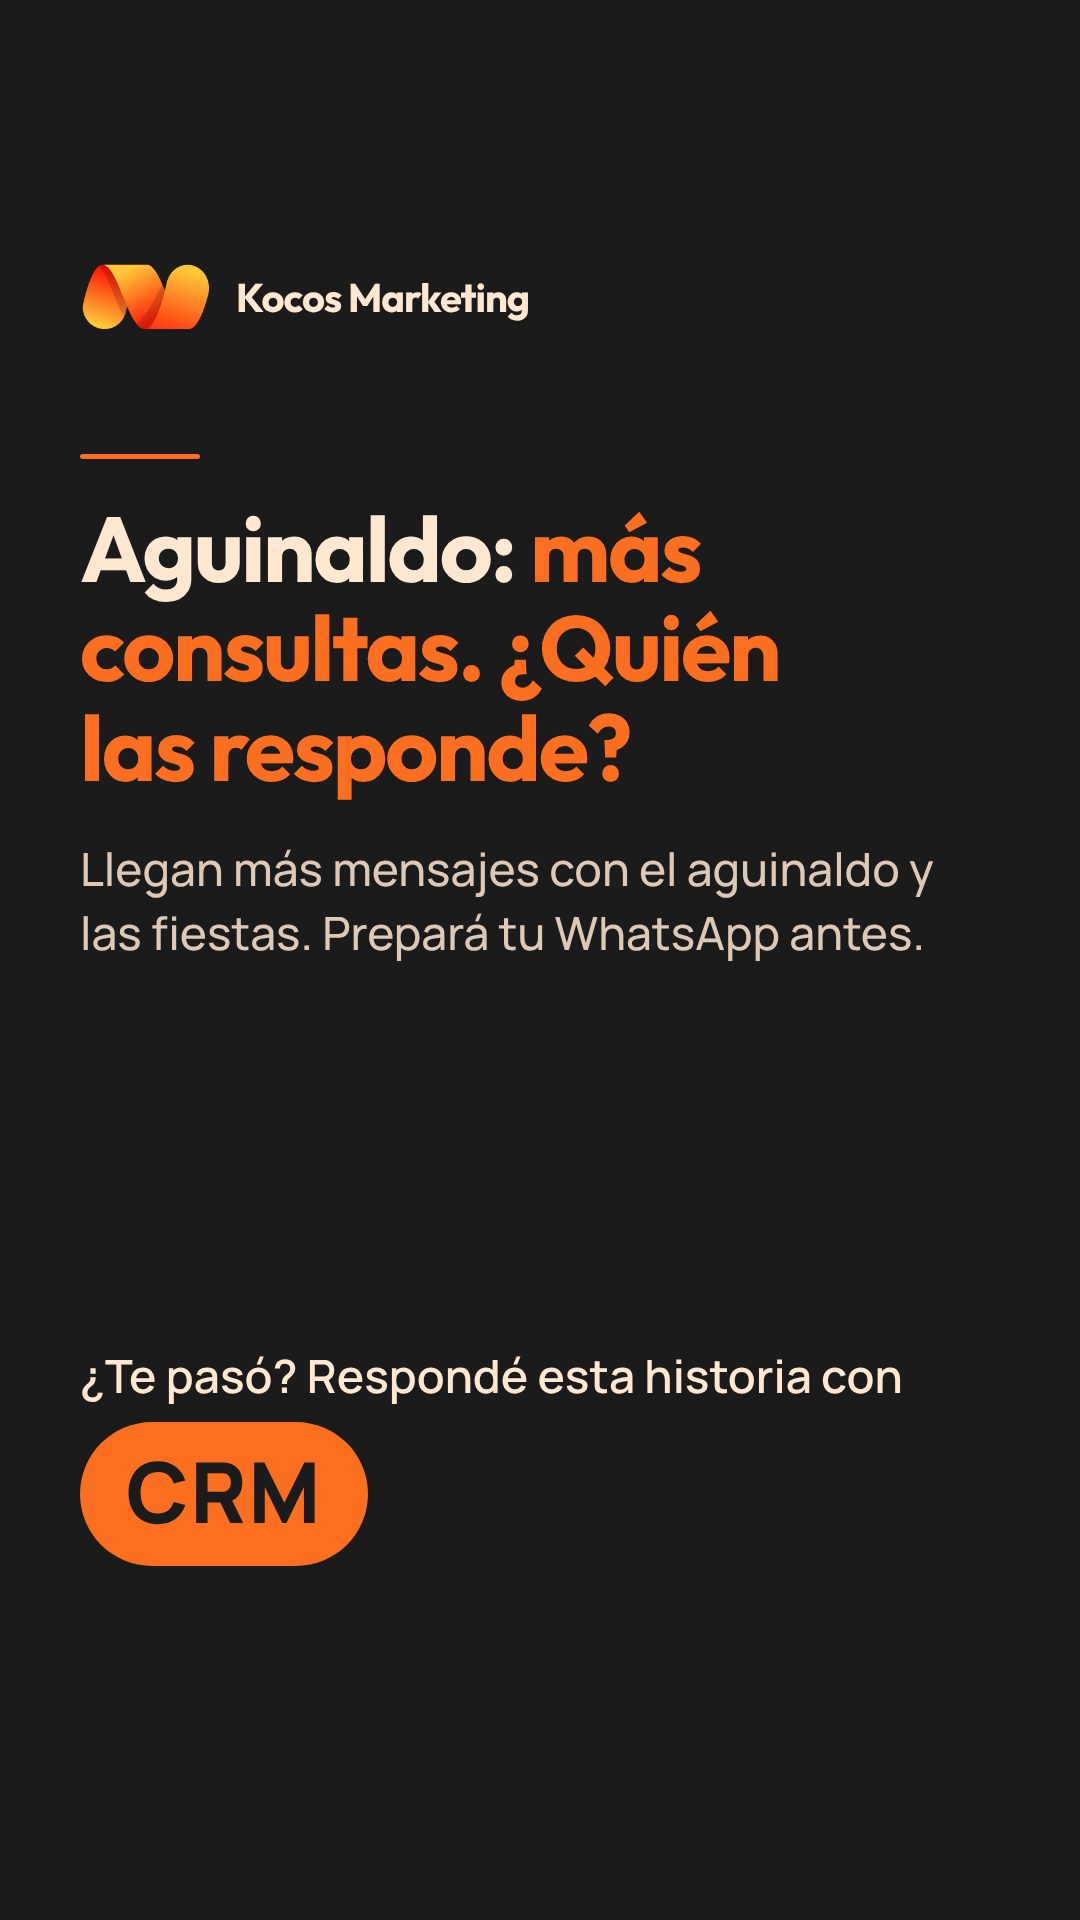 Kocos Marketing
Aguinaldo: más
consultas. ¿Quién
las responde?
Llegan más mensajes con el aguinaldo y
las fiestas. Prepará tu WhatsApp antes.
¿Te pasó? Respondé esta historia con
CRM